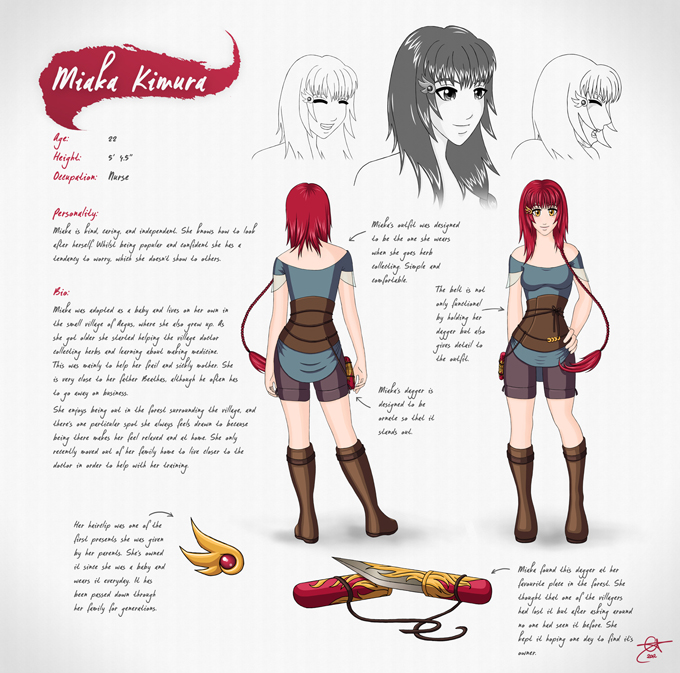 Miaka Kimura
Age: 22
Height: 5' 4.5"
Occupation: Nurse
Personality:
Miaka is kind, caring, and independent. She knows how to look
after herself. Whilst being popular and confident she has a
tendency to worry, which she doesn't show to others.
Bio:
Miaka was adopted as a baby and lives on her own in
the small village of Aegas, where she also grew up. As
she got older she started helping the village doctor
collecting herbs and learning about making medicine.
This was mainly to help her frail and sickly mother. She
is very close to her father Meethas, although he often has
to go away on business.
She enjoys being out in the forest surrounding the village, and
there's one particular spot she always feels drawn to because
being there makes her feel relaxed and at home. She only
recently moved out of her family home to live closer to the
doctor in order to help with her training.
Miaka's outfit was designed
to be the one she wears
when she goes herb
collecting. Simple and
comfortable.
The belt is not
only functional
by holding her
dagger but also
gives detail to
the outfit.
Miaka's dagger is
designed to be
ornate so that it
stands out.
Her hairclip was one of the
first presents she was given
by her parents. She's owned
it since she was a baby and
wears it everyday. It has
been passed down through
her family for generations.
Miaka found this dagger at her
favourite place in the forest. She
thought that one of the villagers
had lost it but after asking around
no one had seen it before. She
kept it hoping one day to find it's
owner.